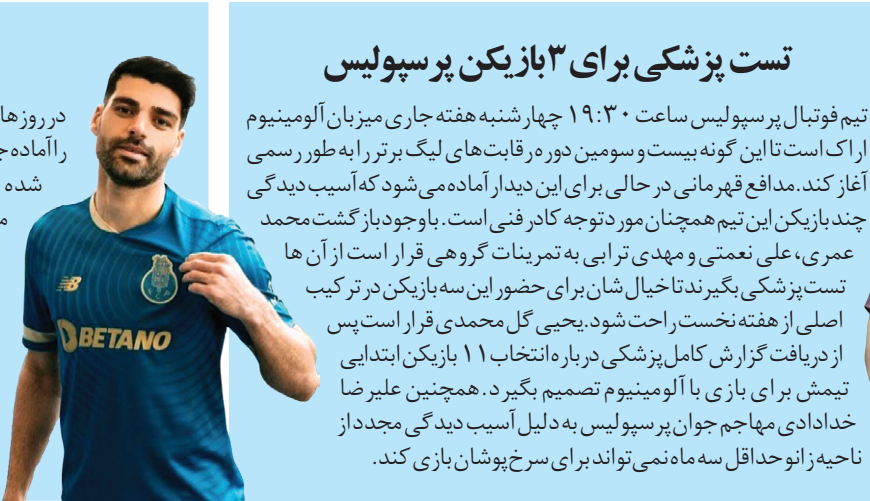 تست پزشکی برای ۳بازیکن پرسپولیس
تیم فوتبال پرسپولیس ساعت ۱۹:۳۰ چهارشنبه هفته جاری میزبان آلومینیوم
اراک است تا این گونه بیست و سومین دوره رقابت‌های لیگ برتر را به طور رسمی
آغاز کند.مدافع قهرمانی در حالی برای این دیدار آماده می‌شود که آسیب دیدگی
چند بازیکن این تیم همچنان مورد توجه کادر فنی است. با وجود بازگشت محمد
عمری، علی نعمتی و مهدی ترابی به تمرینات گروهی قرار است از آن ها
تست پزشکی بگیرند تا خیال شان برای حضور این سه بازیکن در ترکیب
اصلی از هفته نخست راحت شود.یحیی گل محمدی قرار است پس
از دریافت گزارش کامل پزشکی درباره انتخاب ۱۱ بازیکن ابتدایی
تیمش برای بازی با آلومینیوم تصمیم بگیرد. همچنین علیرضا
خدادادی مهاجم جوان پرسپولیس به دلیل آسیب دیدگی مجدد از
ناحیه زانو حداقل سه ماه نمی‌تواند برای سرخ پوشان بازی کند.
در روزها
را آماده ج
شده
م
NB
BETANO